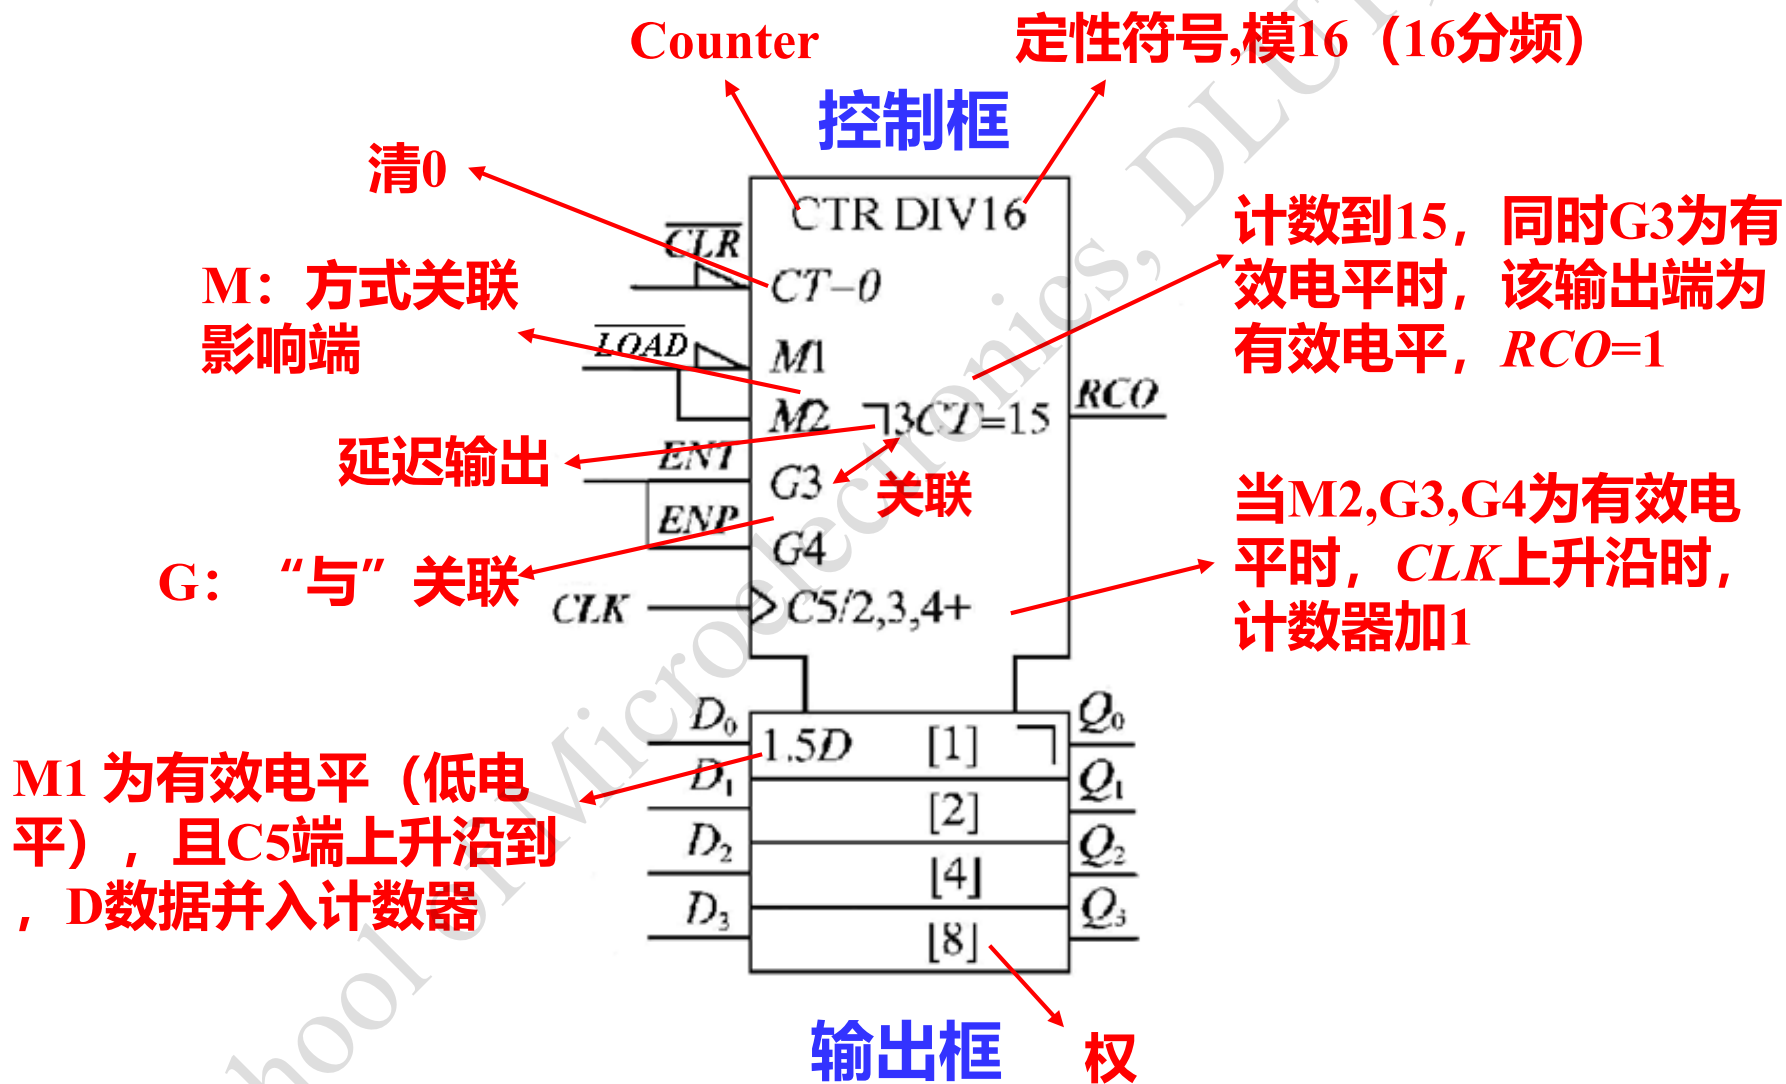 Counter
定性符号,模16（16分频）
控制框
清0
CTR DIV16
CLR
CT−0
计数到15，同时G3为有
效电平时，该输出端为
有效电平，RCO=1
M：方式关联
影响端
LOAD
M1
M2
┐3CT=15
RCO
延迟输出
ENT
G3
关联
ENP
G4
G：“与”关联
当M2,G3,G4为有效电
平时，CLK上升沿时，
计数器加1
CLK
C5/2,3,4+
D0
1.5D
[1]
┐
Q0
M1 为有效电平（低电
平），且C5端上升沿到
，D数据并入计数器
D1
[2]
Q1
D2
[4]
Q2
D3
[8]
Q3
输出框
权
hool of Microelectronics, DLUT